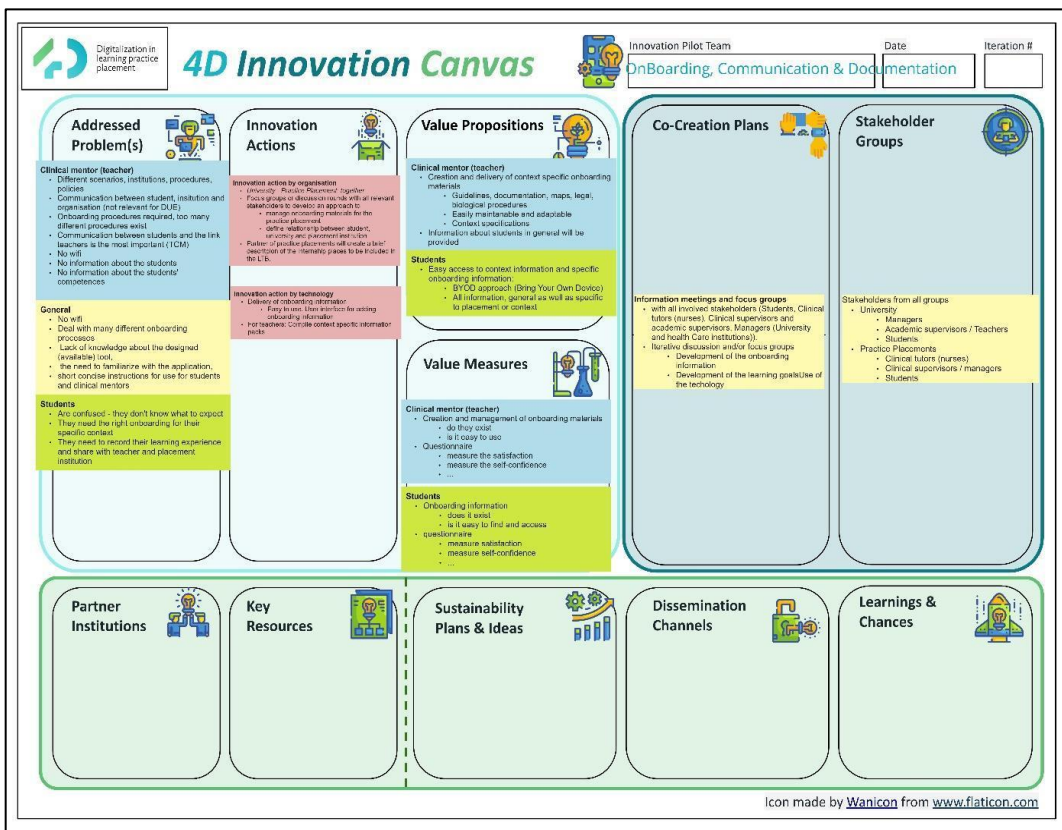 Digitalization in
learning practice
placement
4D Innovation Canvas
Innovation Pilot Team
Date
Iteration #
OnBoarding, Communication & Documentation
Addressed
Problem(s)
Clinical mentor (teacher)
• Different scenarios, institutions, procedures,
policies
• Communication between student, insitution and
organisation (not relevant for DUE)
• Onboarding procedures required, too many
different procedures exist
• Communication between students and the link
teachers is the most important (TCM)
• No wifi
• No information about the students
• No information about the students'
competences
General
• No wifi
• Deal with many different onboarding
processes
• Lack of knowledge about the designed
(available) tool,
• the need to familiarize with the application,
• short concise instructions for use for students
and clinical mentors
Students
• Are confused - they don't know what to expect
• They need the right onboarding for their
specific context
• They need to record their learning experience
and share with teacher and placement
institution
Innovation
Actions
Innovation action by organisation
• University - Practice Placement together
• Focus groups or discussion rounds with all relevant
stakeholders to develop an approach to
• manage onboarding materials for the
practice placement
• define relationship between student,
university and placement institution
• Partner of practice placements will create a brief
description of the internship places to be included in
the LTB.
Innovation action by technology
• Delivery of onboarding information
• Easy to use. User interface for adding
onboarding information
• For teachers: Compile context specific information
packs
Value Propositions
Clinical mentor (teacher)
• Creation and delivery of context specific onboarding
materials
• Guidelines, documentation, maps, legal,
biological procedures
• Easily maintenable and adaptable
• Context specifications
• Information about students in general will be
provided
Students
• Easy access to context information and specific
onboarding information:
• BYOD approach (Bring Your Own Device)
• All information, general as well as specific
to placement or context
Value Measures
Clinical mentor (teacher)
• Creation and management of onboarding materials
• do they exist
• is it easy to use
• Questionnaire
• measure the satisfaction
• measure the self-confidence
• ...
Students
• Onboarding information
• does it exist
• is it easy to find and access
• questionnaire
• measure satisfaction
• measure self-confidence
• ...
Co-Creation Plans
Information meetings and focus groups
• with all involved stakeholders (Students, Clinical
tutors (nurses), Clinical supervisors and
academic supervisors, Managers (University
and health Care institutions)).
• Iterative discussion and/or focus groups
• Development of the onboarding
information
• Development of the learning goalsUse of
the techology
Stakeholder
Groups
Stakeholders from all groups
• University
• Managers
• Academic supervisors / Teachers
• Students
• Practice Placements
• Clinical tutors (nurses)
• Clinical supervisors / managers
• Students
Partner
Institutions
Key
Resources
Sustainability
Plans & Ideas
Dissemination
Channels
Learnings &
Chances
Icon made by Wanicon from www.flaticon.com